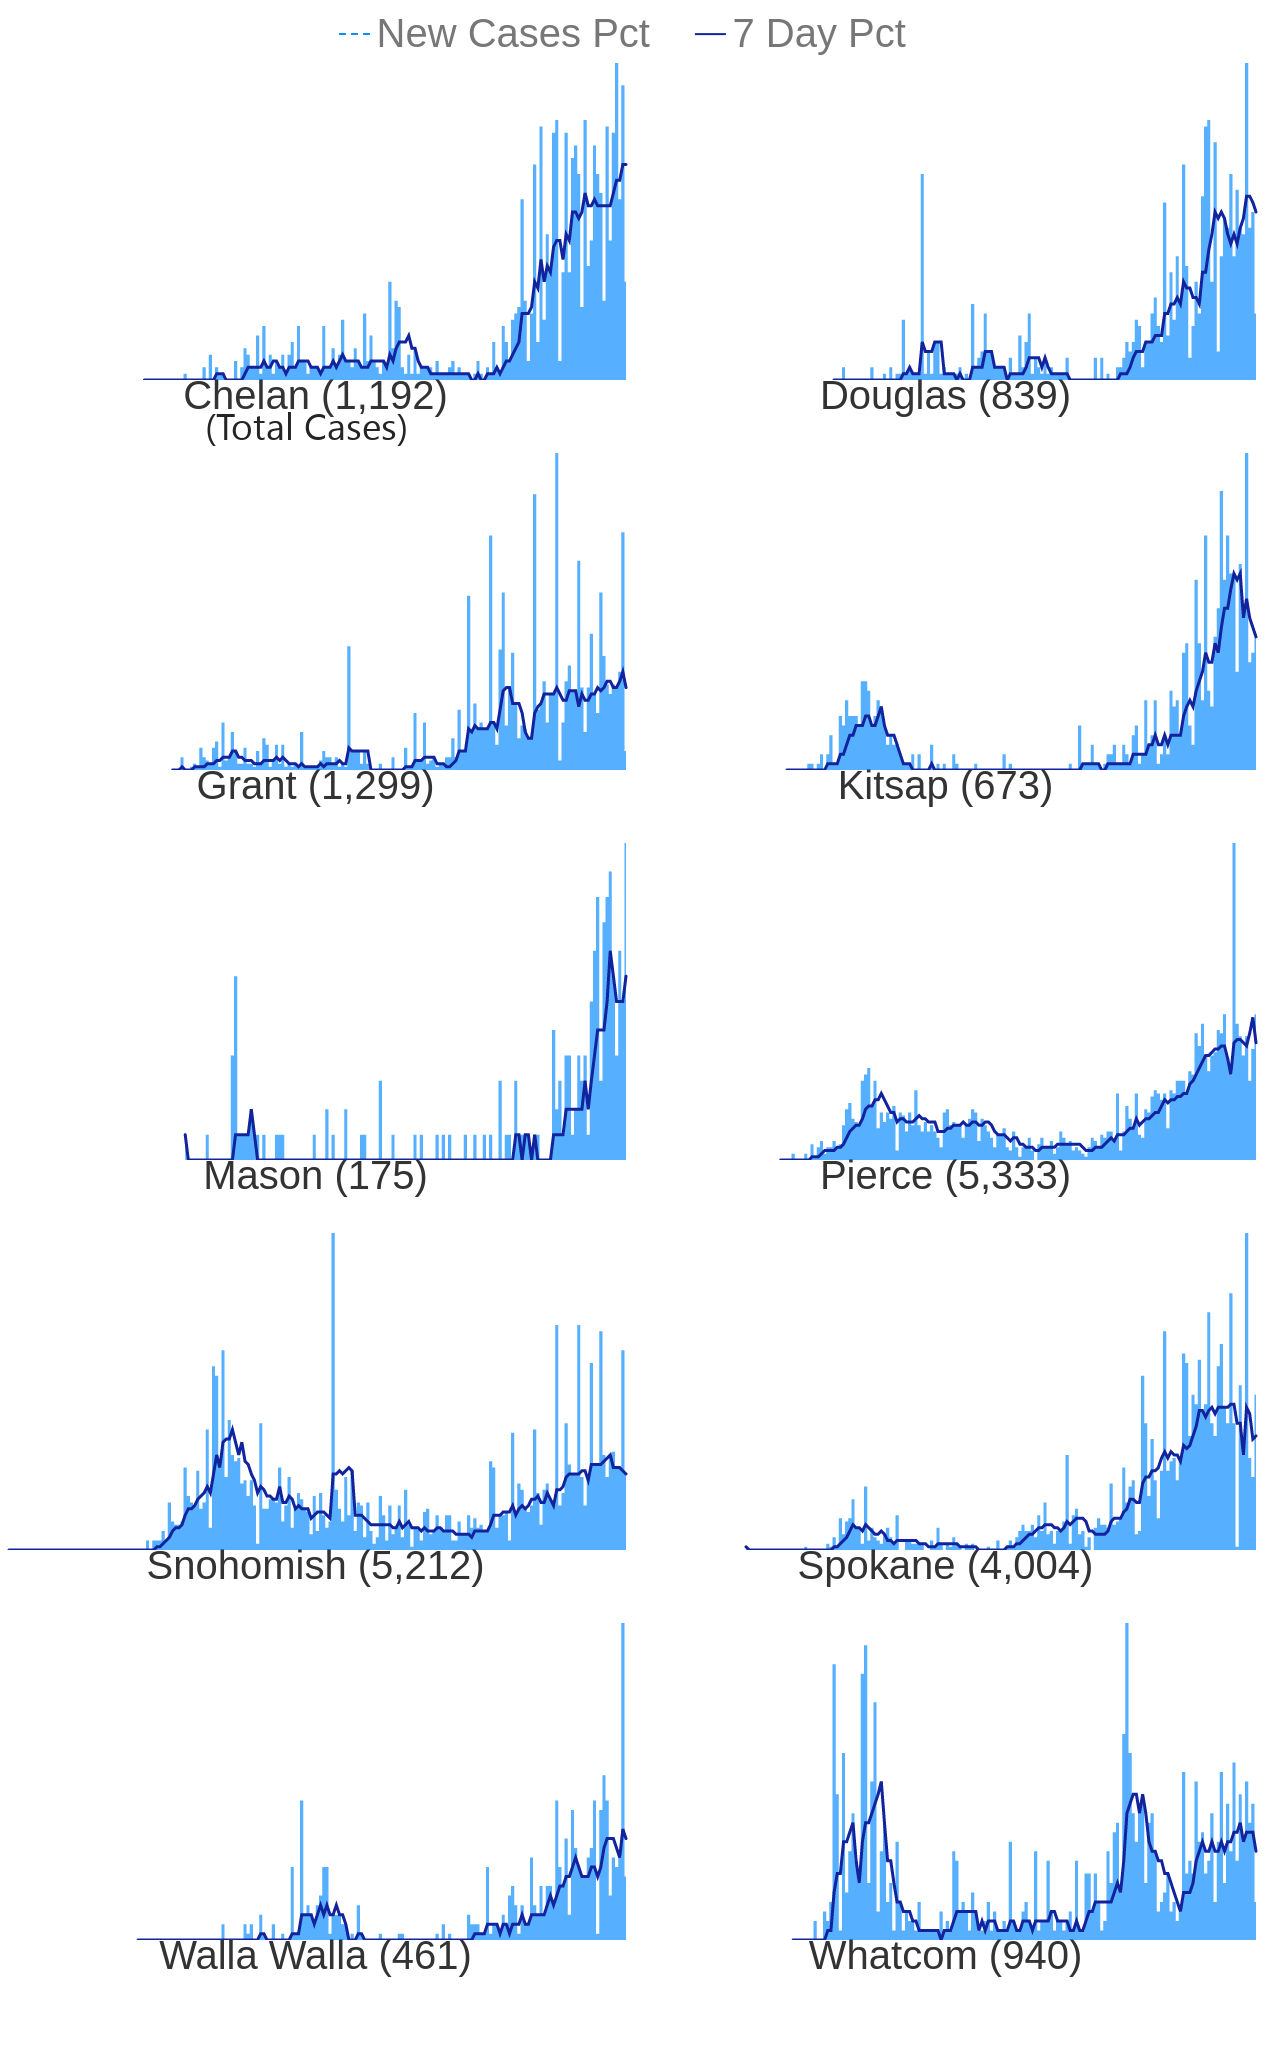 New Cases Pct 7 Day Pct
Chelan (1,192) Douglas (839)
(Total Cases)
Grant (1,299) Kitsap (673)
Mason (175) Pierce (5,333)
Snohomish (5,212) Spokane (4,004)
Walla Walla (461) Whatcom (940)